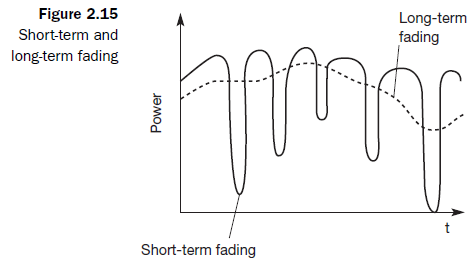 Figure 2.15
Short-term and
long-term fading
Long-term
fading
Power
t
Short-term fading